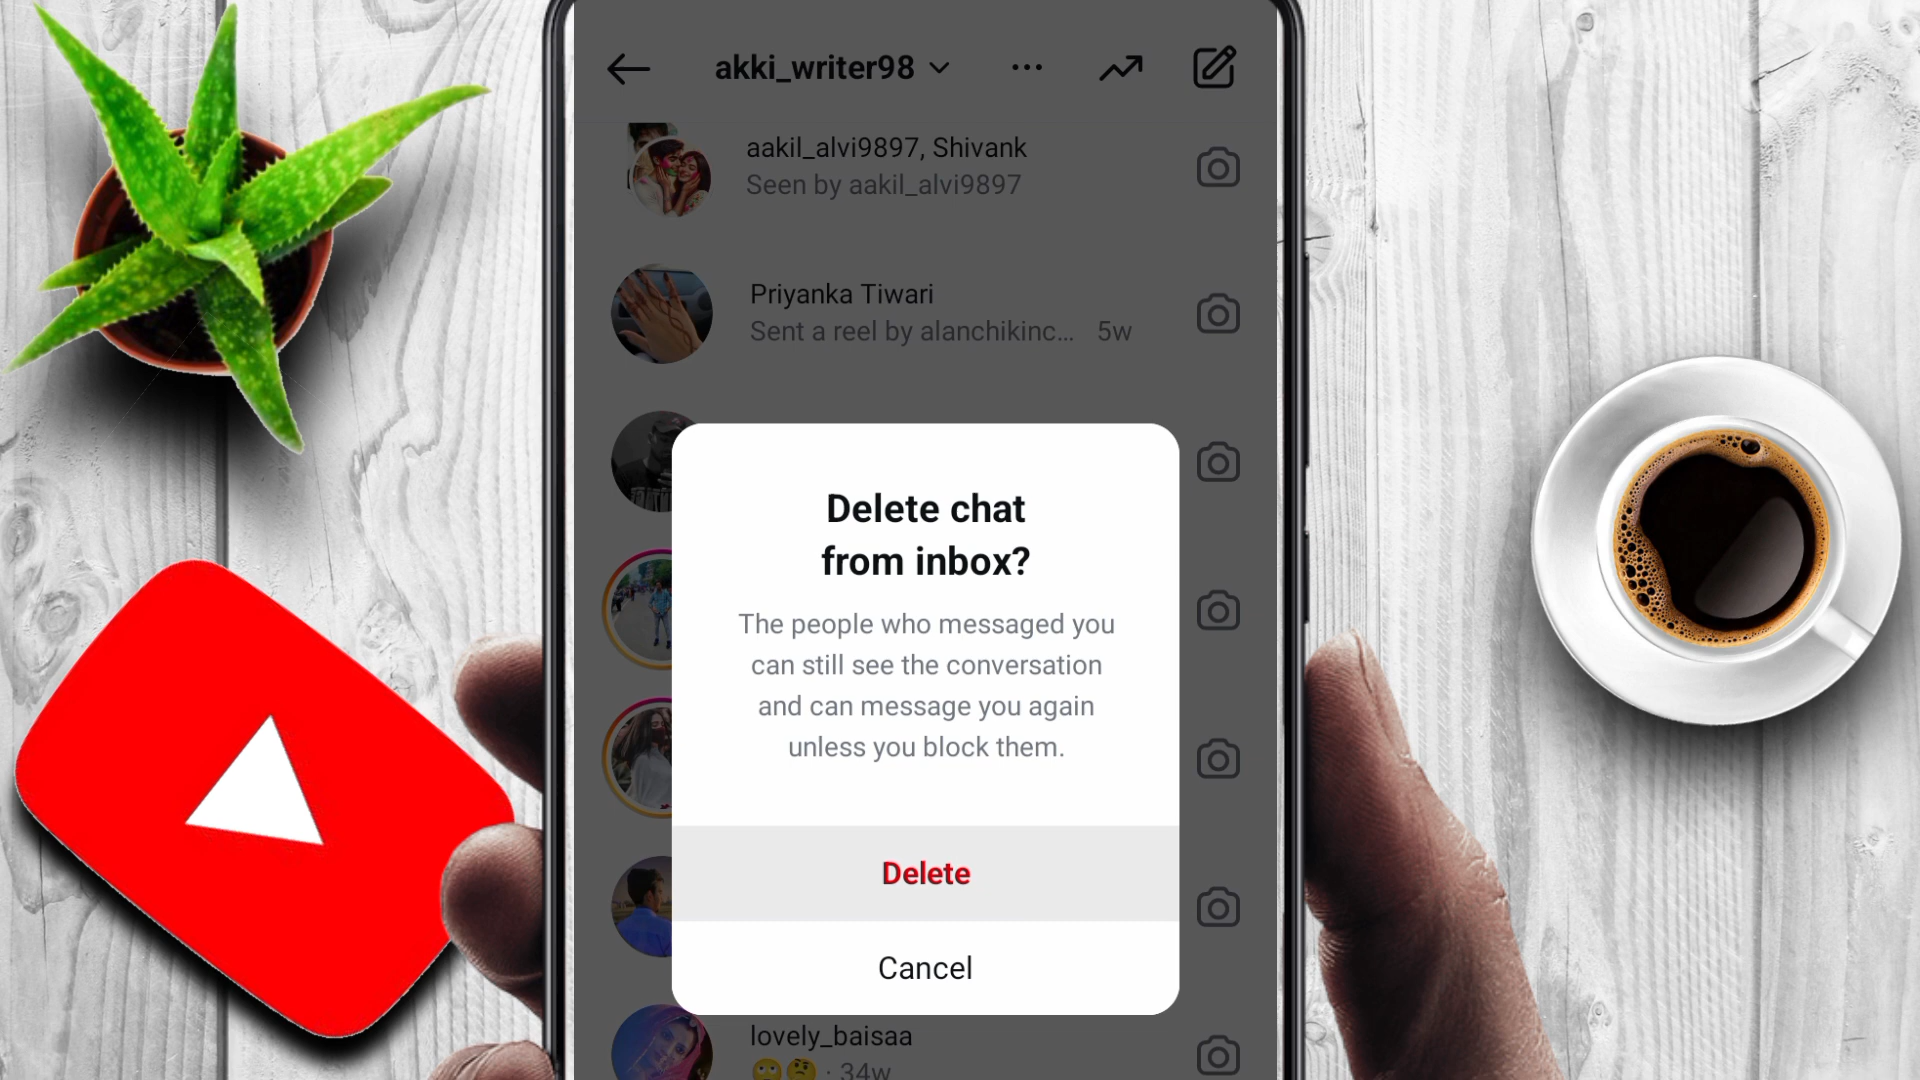 akki_writer98
aakil_alvi9897, Shivank
Seen by aakil_alvi9897
Priyanka Tiwari
Sent a reel by alanchikinc... 5w
Delete chat
from inbox?
The people who messaged you
can still see the conversation
and can message you again
unless you block them.
Delete
Cancel
lovely_baisaa
🙄🤔 · 34w